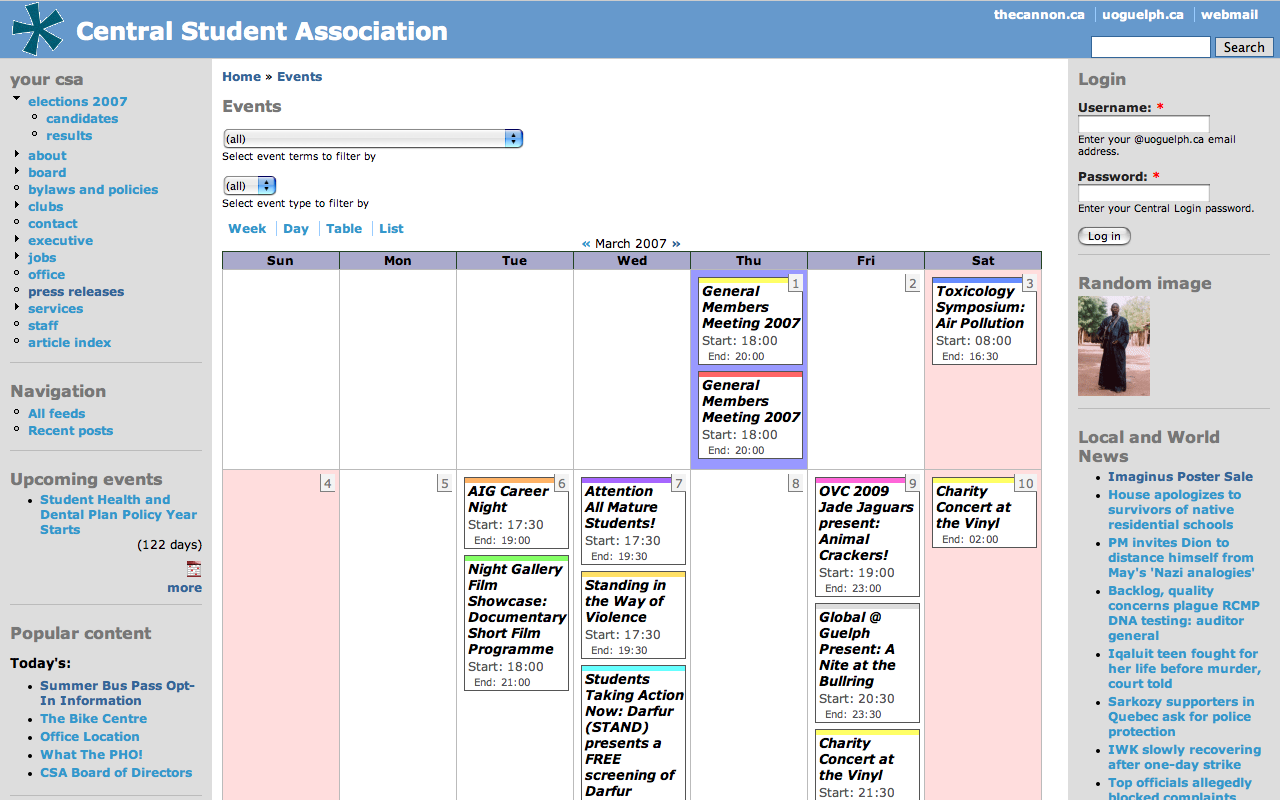 Central Student Association
thecannon.ca
uoguelph.ca
webmail
Search
your csa
elections 2007
candidates
results
about
board
bylaws and policies
clubs
contact
executive
jobs
office
press releases
services
staff
article index
Navigation
All feeds
Recent posts
Upcoming events
Student Health and
Dental Plan Policy Year
Starts
(122 days)
more
Popular content
Today's:
Summer Bus Pass Opt-
In Information
The Bike Centre
Office Location
What The PHO!
CSA Board of Directors
Home » Events
Events
(all)
Select event terms to filter by
(all)
Select event type to filter by
Week
Day
Table
List
« March 2007 »
Sun Mon Tue Wed Thu Fri Sat
1
General
Members
Meeting 2007
Start: 18:00
End: 20:00
General
Members
Meeting 2007
Start: 18:00
End: 20:00
2
3
Toxicology
Symposium:
Air Pollution
Start: 08:00
End: 16:30
4
5
6
AIG Career
Night
Start: 17:30
End: 19:00
Night Gallery
Film
Showcase:
Documentary
Short Film
Programme
Start: 18:00
End: 21:00
7
Attention
All Mature
Students!
Start: 17:30
End: 19:30
Standing in
the Way of
Violence
Start: 17:30
End: 19:30
Students
Taking Action
Now: Darfur
(STAND)
presents a
FREE
screening of
Darfur
8
9
OVC 2009
Jade Jaguars
present:
Animal
Crackers!
Start: 19:00
End: 23:00
Global @
Guelph
Present: A
Nite at the
Bullring
Start: 20:30
End: 23:30
Charity
Concert at
the Vinyl
Start: 21:30
10
Charity
Concert at
the Vinyl
End: 02:00
Login
Username: *
Enter your @uoguelph.ca email
address.
Password: *
Enter your Central Login password.
Log in
Random image
Local and World
News
Imaginus Poster Sale
House apologizes to
survivors of native
residential schools
PM invites Dion to
distance himself from
May's 'Nazi analogies'
Backlog, quality
concerns plague RCMP
DNA testing: auditor
general
Iqaluit teen fought for
her life before murder,
court told
Sarkozy supporters in
Quebec ask for police
protection
IWK slowly recovering
after one-day strike
Top officials allegedly
blocked complaints